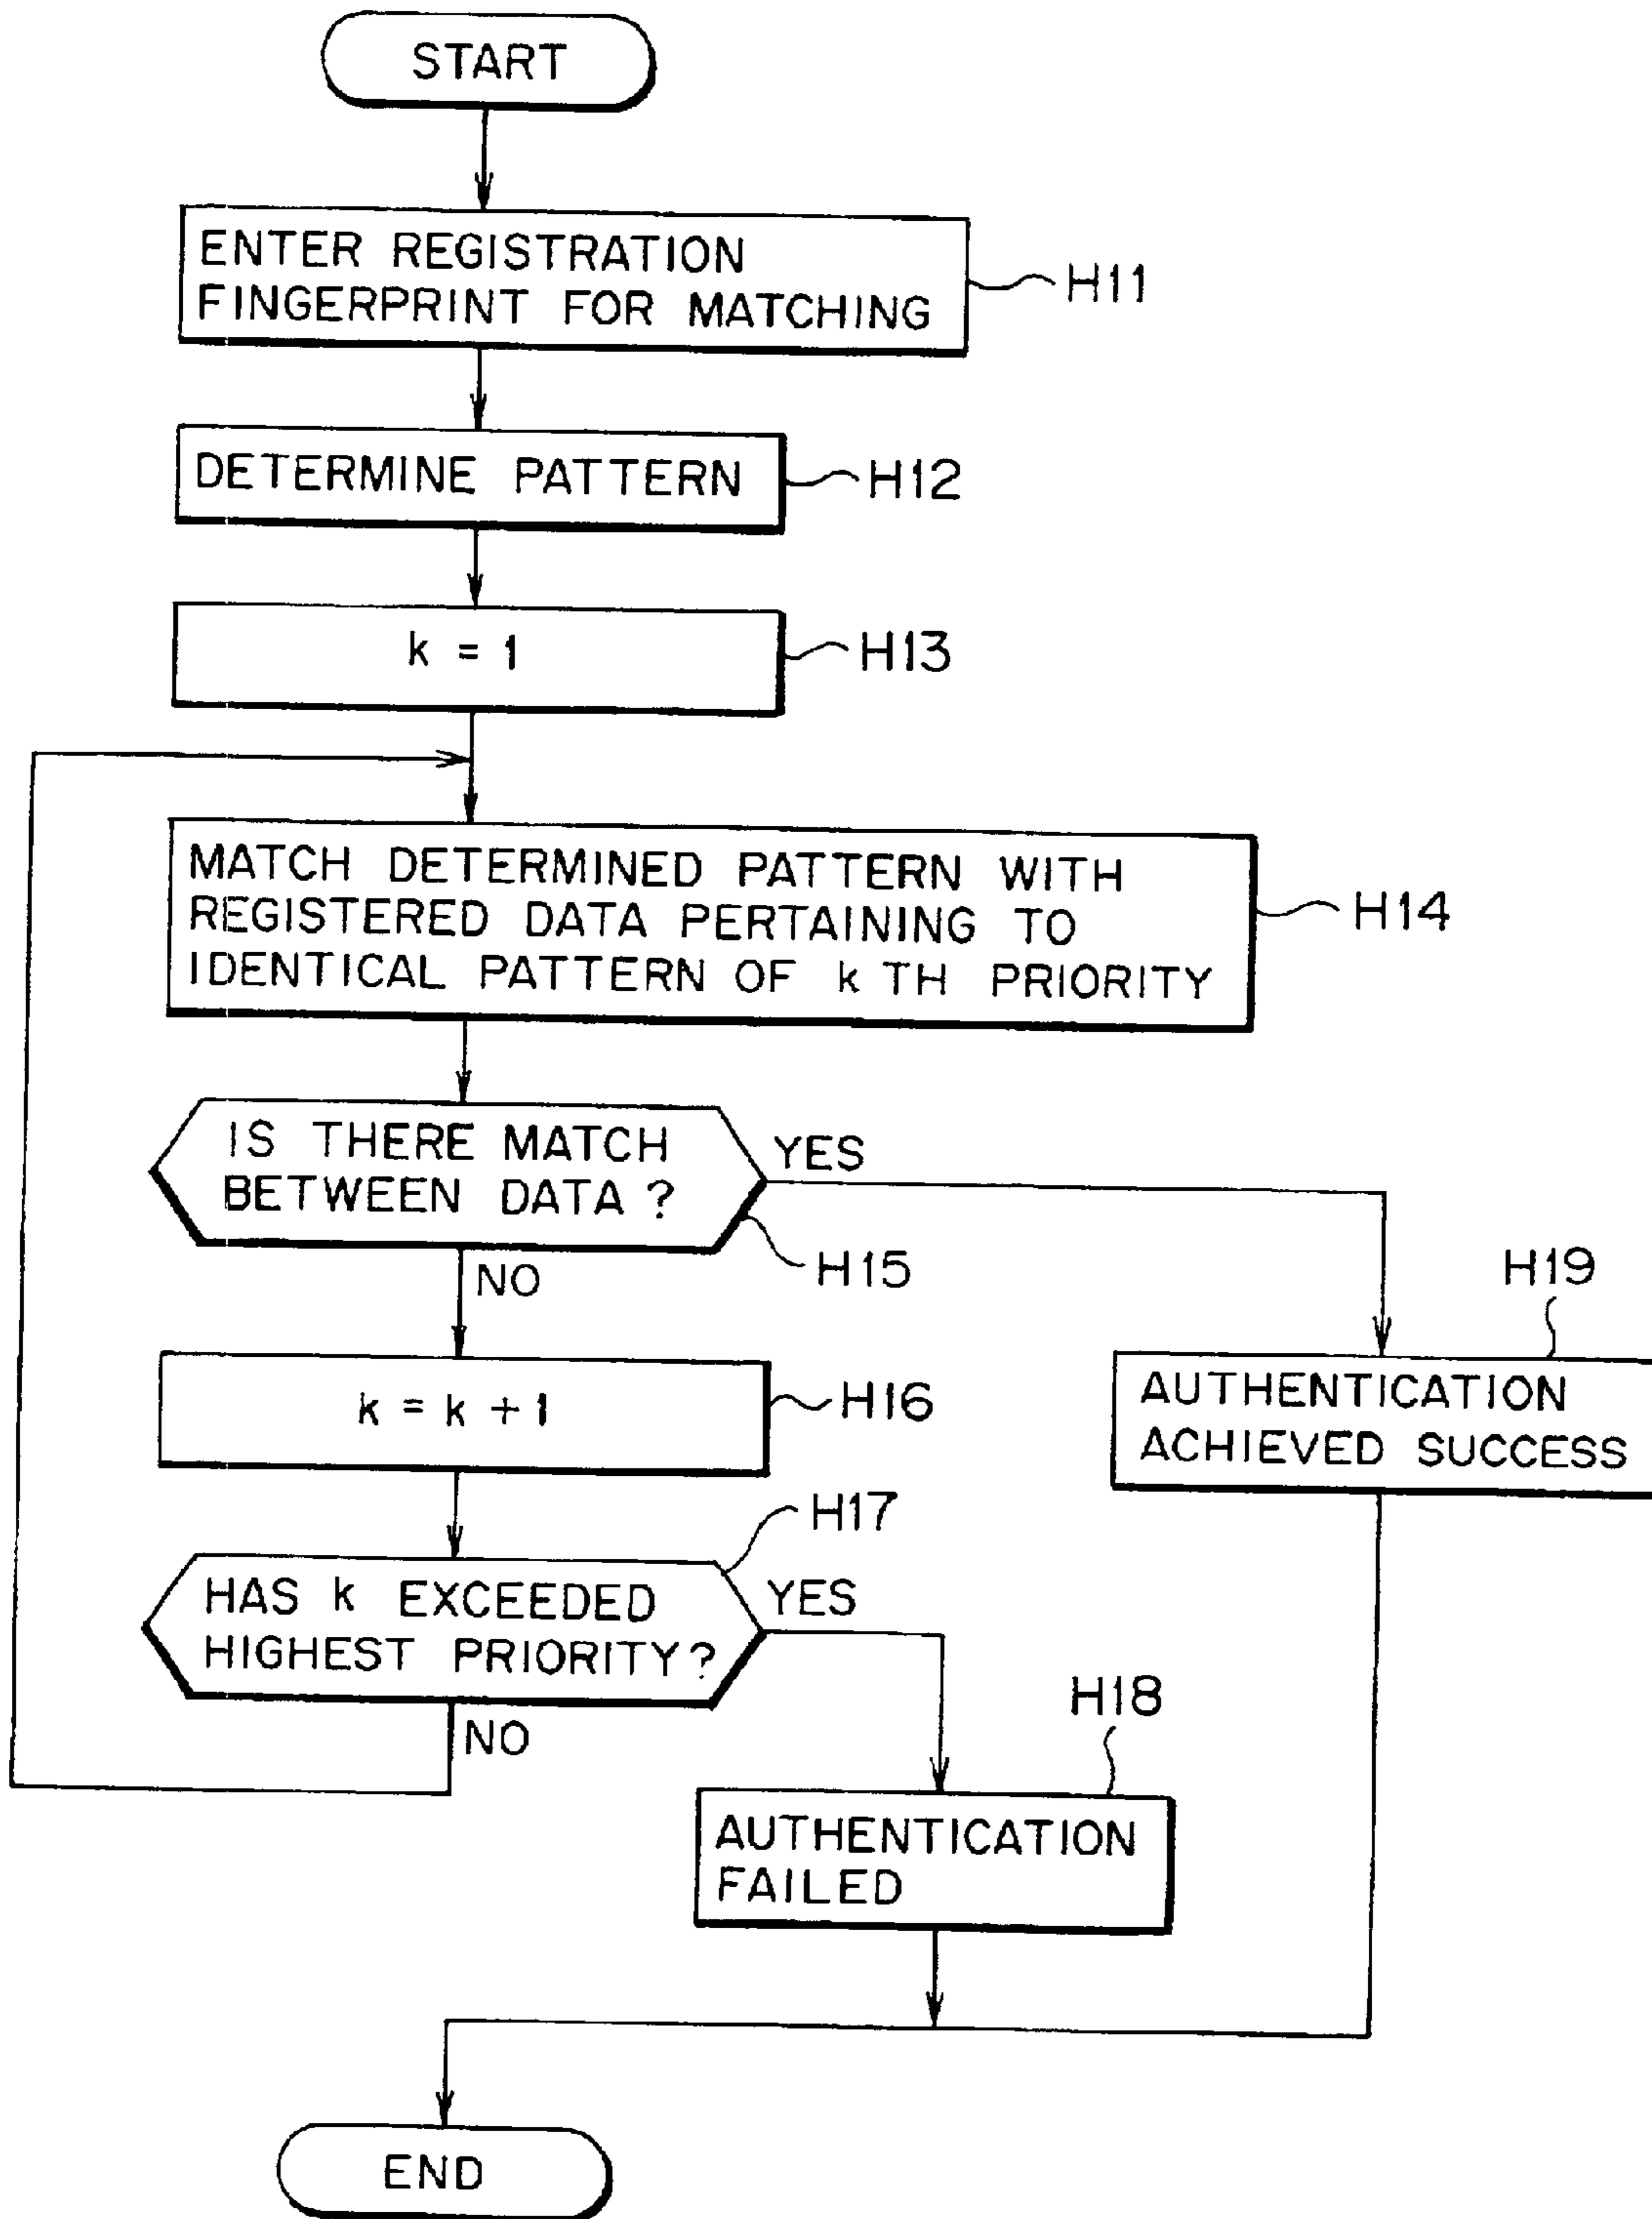 START
ENTER REGISTRATION
FINGERPRINT FOR MATCHING
H11
DETERMINE PATTERN
H12
k = 1
H13
MATCH DETERMINED PATTERN WITH
REGISTERED DATA PERTAINING TO
IDENTICAL PATTERN OF k TH PRIORITY
H14
IS THERE MATCH
BETWEEN DATA ?
YES
H15
NO
H19
AUTHENTICATION
ACHIEVED SUCCESS
k = k + 1
H16
H17
HAS k EXCEEDED
HIGHEST PRIORITY?
YES
NO
H18
AUTHENTICATION
FAILED
END